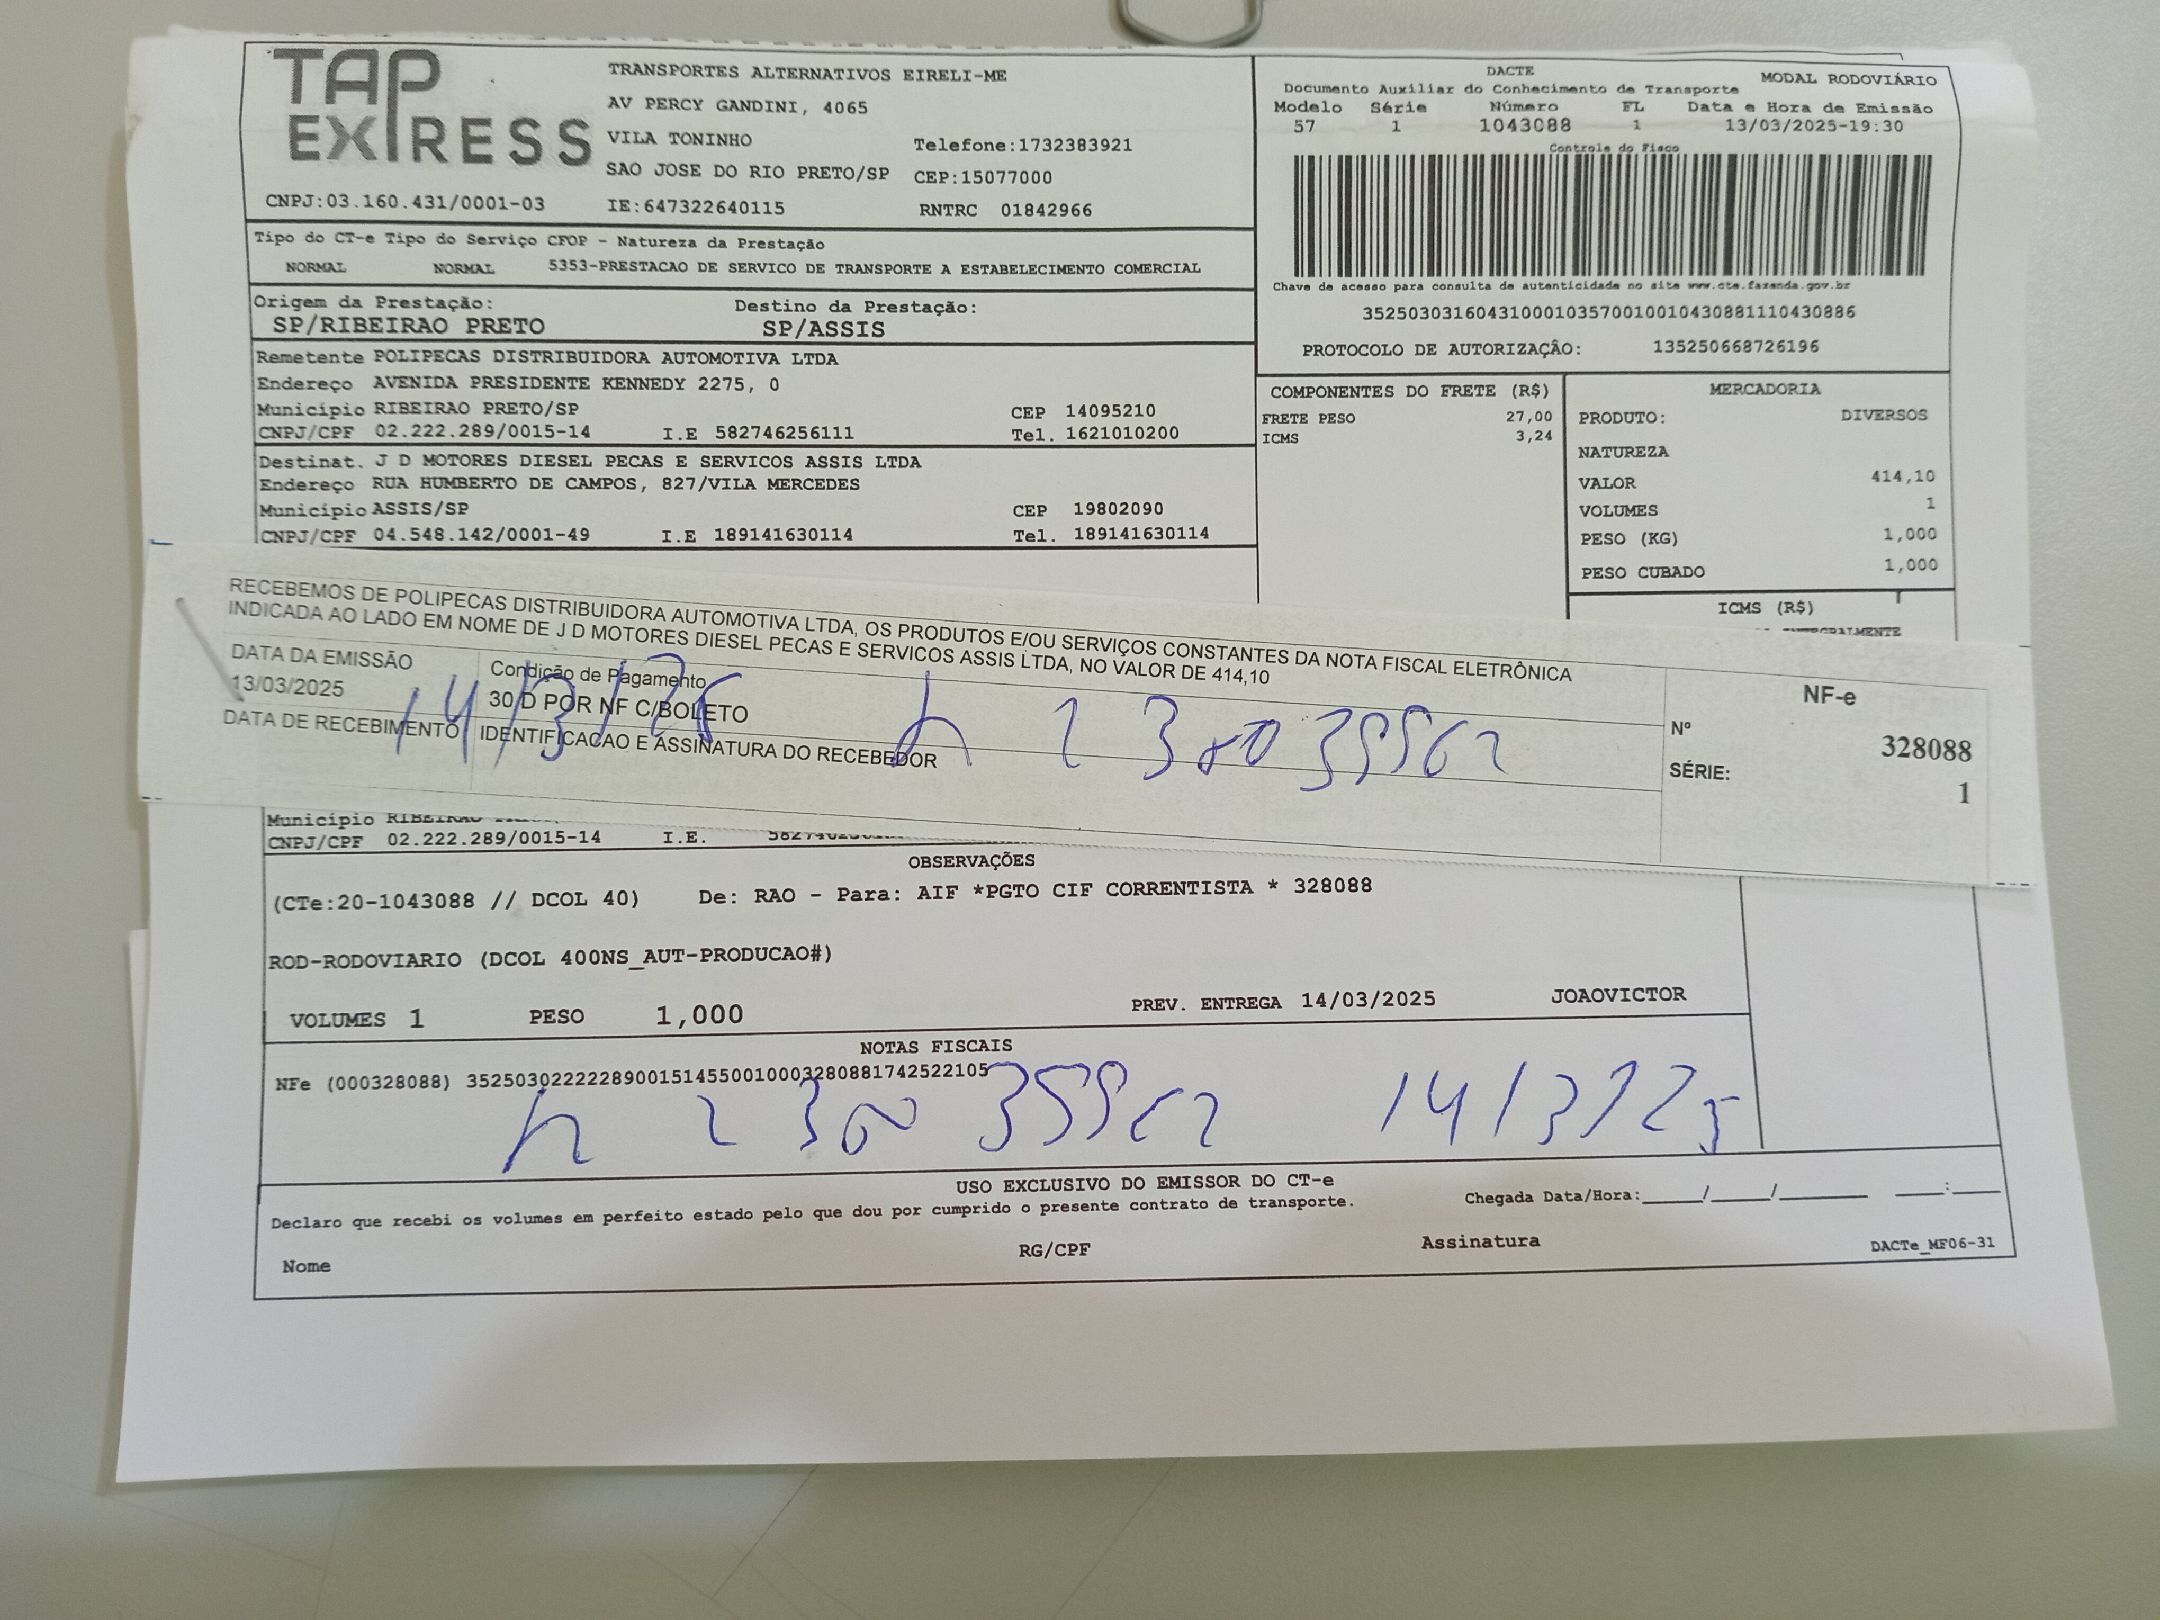 TAP EXPRESS
TRANSPORTES ALTERNATIVOS EIRELI-ME
AV PERCY GANDINI, 4065
VILA TONINHO Telefone:1732383921
SAO JOSE DO RIO PRETO/SP CEP:15077000
CNPJ:03.160.431/0001-03 IE:647322640115 RNTRC 01842966
DACTE MODAL RODOVIÁRIO
Documento Auxiliar do Conhecimento de Transporte
Modelo Série Número FL Data e Hora de Emissão
57 1 1043088 1 13/03/2025-19:30
Controle do Fisco
Chave de acesso para consulta de autenticidade no site www.cte.fazenda.gov.br
35250303160431000103570010010430881110430886
PROTOCOLO DE AUTORIZAÇÃO: 135250668726196
Tipo do CT-e Tipo do Serviço CFOP - Natureza da Prestação
NORMAL NORMAL 5353-PRESTACAO DE SERVICO DE TRANSPORTE A ESTABELECIMENTO COMERCIAL
Origem da Prestação: Destino da Prestação:
SP/RIBEIRAO PRETO SP/ASSIS
Remetente POLIPECAS DISTRIBUIDORA AUTOMOTIVA LTDA
Endereço AVENIDA PRESIDENTE KENNEDY 2275, 0
Município RIBEIRAO PRETO/SP CEP 14095210
CNPJ/CPF 02.222.289/0015-14 I.E 582746256111 Tel. 1621010200
Destinat. J D MOTORES DIESEL PECAS E SERVICOS ASSIS LTDA
Endereço RUA HUMBERTO DE CAMPOS, 827/VILA MERCEDES
Município ASSIS/SP CEP 19802090
CNPJ/CPF 04.548.142/0001-49 I.E 189141630114 Tel. 189141630114
COMPONENTES DO FRETE (R$)
FRETE PESO 27,00
ICMS 3,24
MERCADORIA
PRODUTO: DIVERSOS
NATUREZA
VALOR 414,10
VOLUMES 1
PESO (KG) 1,000
PESO CUBADO 1,000
ICMS (R$)
RECEBEMOS DE POLIPECAS DISTRIBUIDORA AUTOMOTIVA LTDA, OS PRODUTOS E/OU SERVIÇOS CONSTANTES DA NOTA FISCAL ELETRÔNICA
INDICADA AO LADO EM NOME DE J D MOTORES DIESEL PECAS E SERVICOS ASSIS LTDA, NO VALOR DE 414,10
DATA DA EMISSÃO Condição de Pagamento
13/03/2025 30 D POR NF C/BOLETO
DATA DE RECEBIMENTO IDENTIFICACAO E ASSINATURA DO RECEBEDOR
14/3/25
NF-e
Nº 328088
SÉRIE: 1
Município
CNPJ/CPF 02.222.289/0015-14 I.E.
OBSERVAÇÕES
(CTe:20-1043088 // DCOL 40) De: RAO - Para: AIF *PGTO CIF CORRENTISTA * 328088
ROD-RODOVIARIO (DCOL 400NS_AUT-PRODUCAO#)
VOLUMES 1 PESO 1,000 PREV. ENTREGA 14/03/2025 JOAOVICTOR
NOTAS FISCAIS
NFe (000328088) 35250302222289001514550010003280881742522105
14/3/25
USO EXCLUSIVO DO EMISSOR DO CT-e
Declaro que recebi os volumes em perfeito estado pelo que dou por cumprido o presente contrato de transporte. Chegada Data/Hora:____/____/______ ___:___
Nome RG/CPF Assinatura DACTe_MF06-31